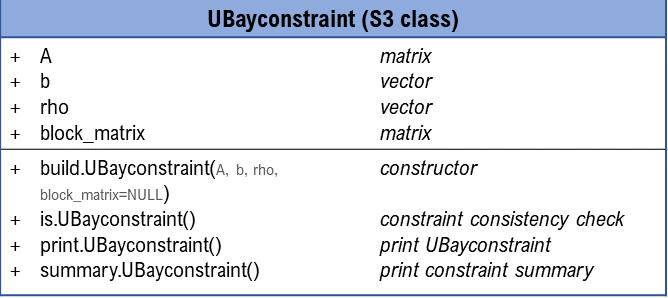 UBayconstraint (S3 class)
+ A matrix
+ b vector
+ rho vector
+ block_matrix matrix
+ build.UBayconstraint(A, b, rho, constructor
block_matrix=NULL)
+ is.UBayconstraint() constraint consistency check
+ print.UBayconstraint() print UBayconstraint
+ summary.UBayconstraint() print constraint summary